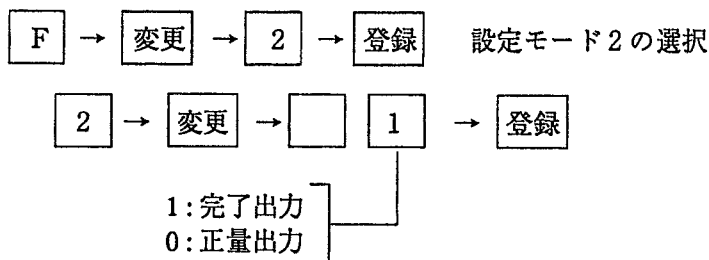 F → 変更 → 2 → 登録 設定モード2の選択
2 → 変更 → 1 → 登録
1:完了出力
0:正量出力